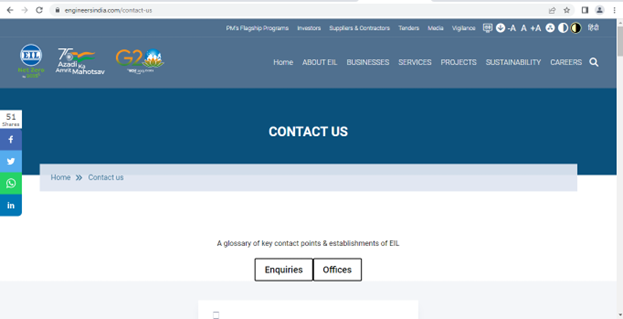 engineersindia.com/contact-us
PM's Flagship Programs Investors Suppliers & Contractors Tenders Media Vigilance -A A +A हिंदी
EIL
Net Zero
75
Azadi Ka
Amrit Mahotsav
G20
Home ABOUT EIL BUSINESSES SERVICES PROJECTS SUSTAINABILITY CAREERS
CONTACT US
51
Shares
Home Contact us
A glossary of key contact points & establishments of EIL
Enquiries Offices